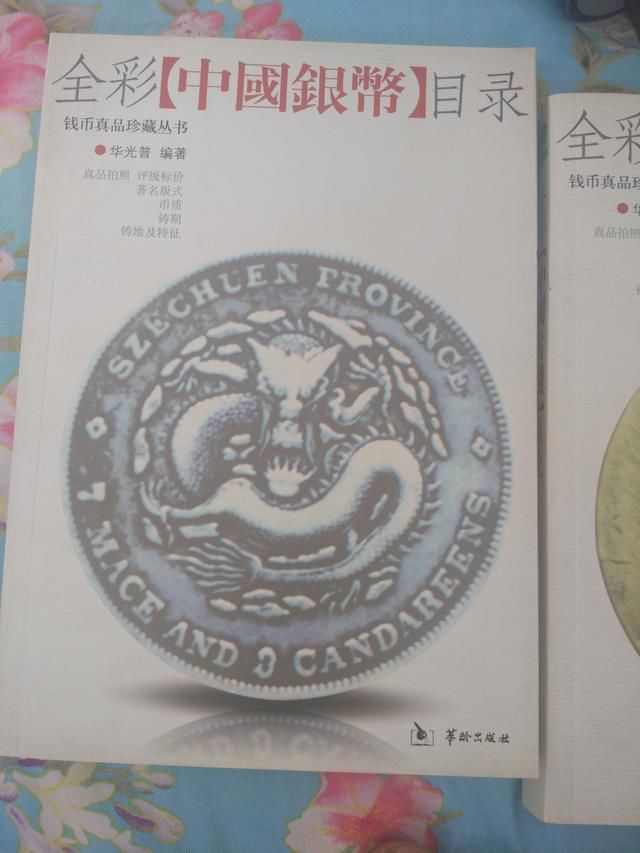 全彩【中國銀幣】目录
钱币真品珍藏丛书
●华光普 编著
真品拍照 评级标价
著名版式
币质
铸期
铸地及特征
SZECHUEN PROVINCE
7 MACE AND 2 CANDAREENS
华龄出版社
全彩
钱币真品珍
●华
真品拍照